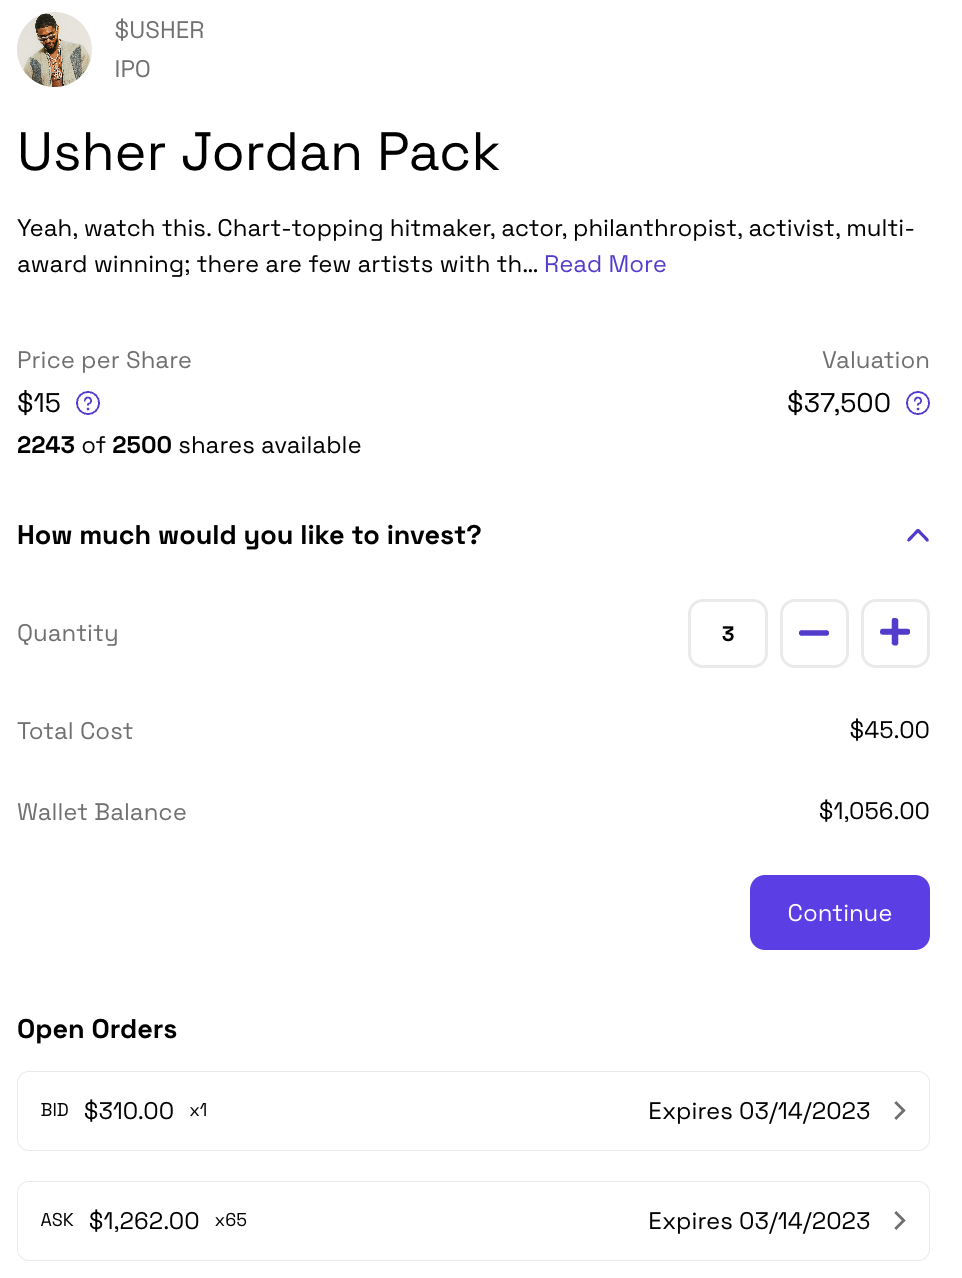 $USHER
IPO
Usher Jordan Pack
Yeah, watch this. Chart-topping hitmaker, actor, philanthropist, activist, multi-
award winning; there are few artists with th... Read More
Price per Share
Valuation
$15 ?
$37,500 ?
2243 of 2500 shares available
How much would you like to invest?
Quantity
3
Total Cost
$45.00
Wallet Balance
$1,056.00
Continue
Open Orders
BID $310.00 x1
Expires 03/14/2023
ASK $1,262.00 x65
Expires 03/14/2023